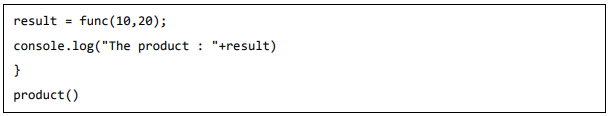 result = func(10,20);
console.log("The product : "+result)
}
product()